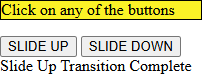 Click on any of the buttons
SLIDE UP SLIDE DOWN
Slide Up Transition Complete